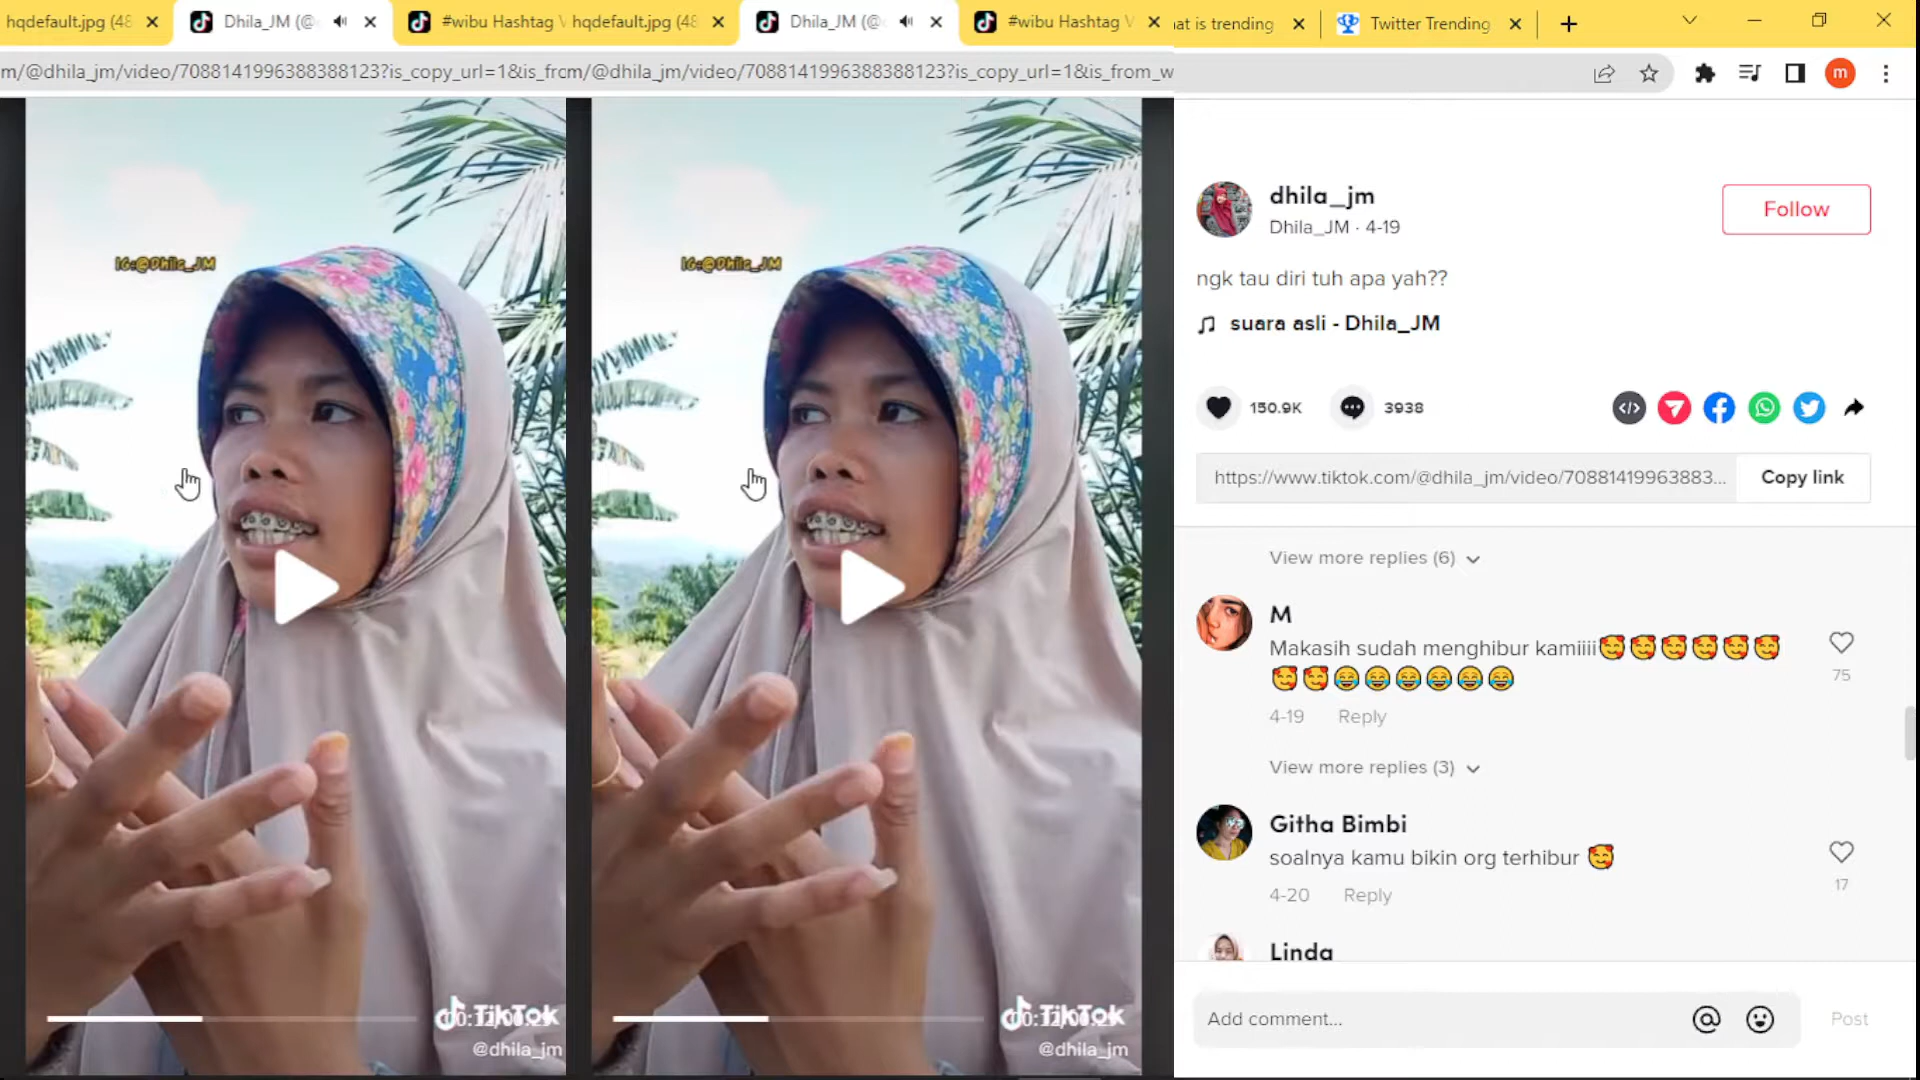 hqdefault.jpg (48
Dhila_JM (@
#wibu Hashtag V
hqdefault.jpg (48
Dhila_JM (@
#wibu Hashtag V
at is trending
Twitter Trending
m/@dhila_jm/video/7088141996388388123?is_copy_url=1&is_frcm/@dhila_jm/video/7088141996388388123?is_copy_url=1&is_from_w
m
IG:@Dhila_JM
IG:@Dhila_JM
TikTok
@dhila_jm
TikTok
@dhila_jm
dhila_jm
Dhila_JM · 4-19
Follow
ngk tau diri tuh apa yah??
suara asli - Dhila_JM
150.9K
3938
https://www.tiktok.com/@dhila_jm/video/70881419963883...
Copy link
View more replies (6)
M
Makasih sudah menghibur kamiiii🥰🥰🥰🥰🥰🥰
🥰🥰😂😂😂😂😂😂
75
4-19 Reply
View more replies (3)
Githa Bimbi
soalnya kamu bikin org terhibur 🥰
17
4-20 Reply
Linda
Add comment...
Post